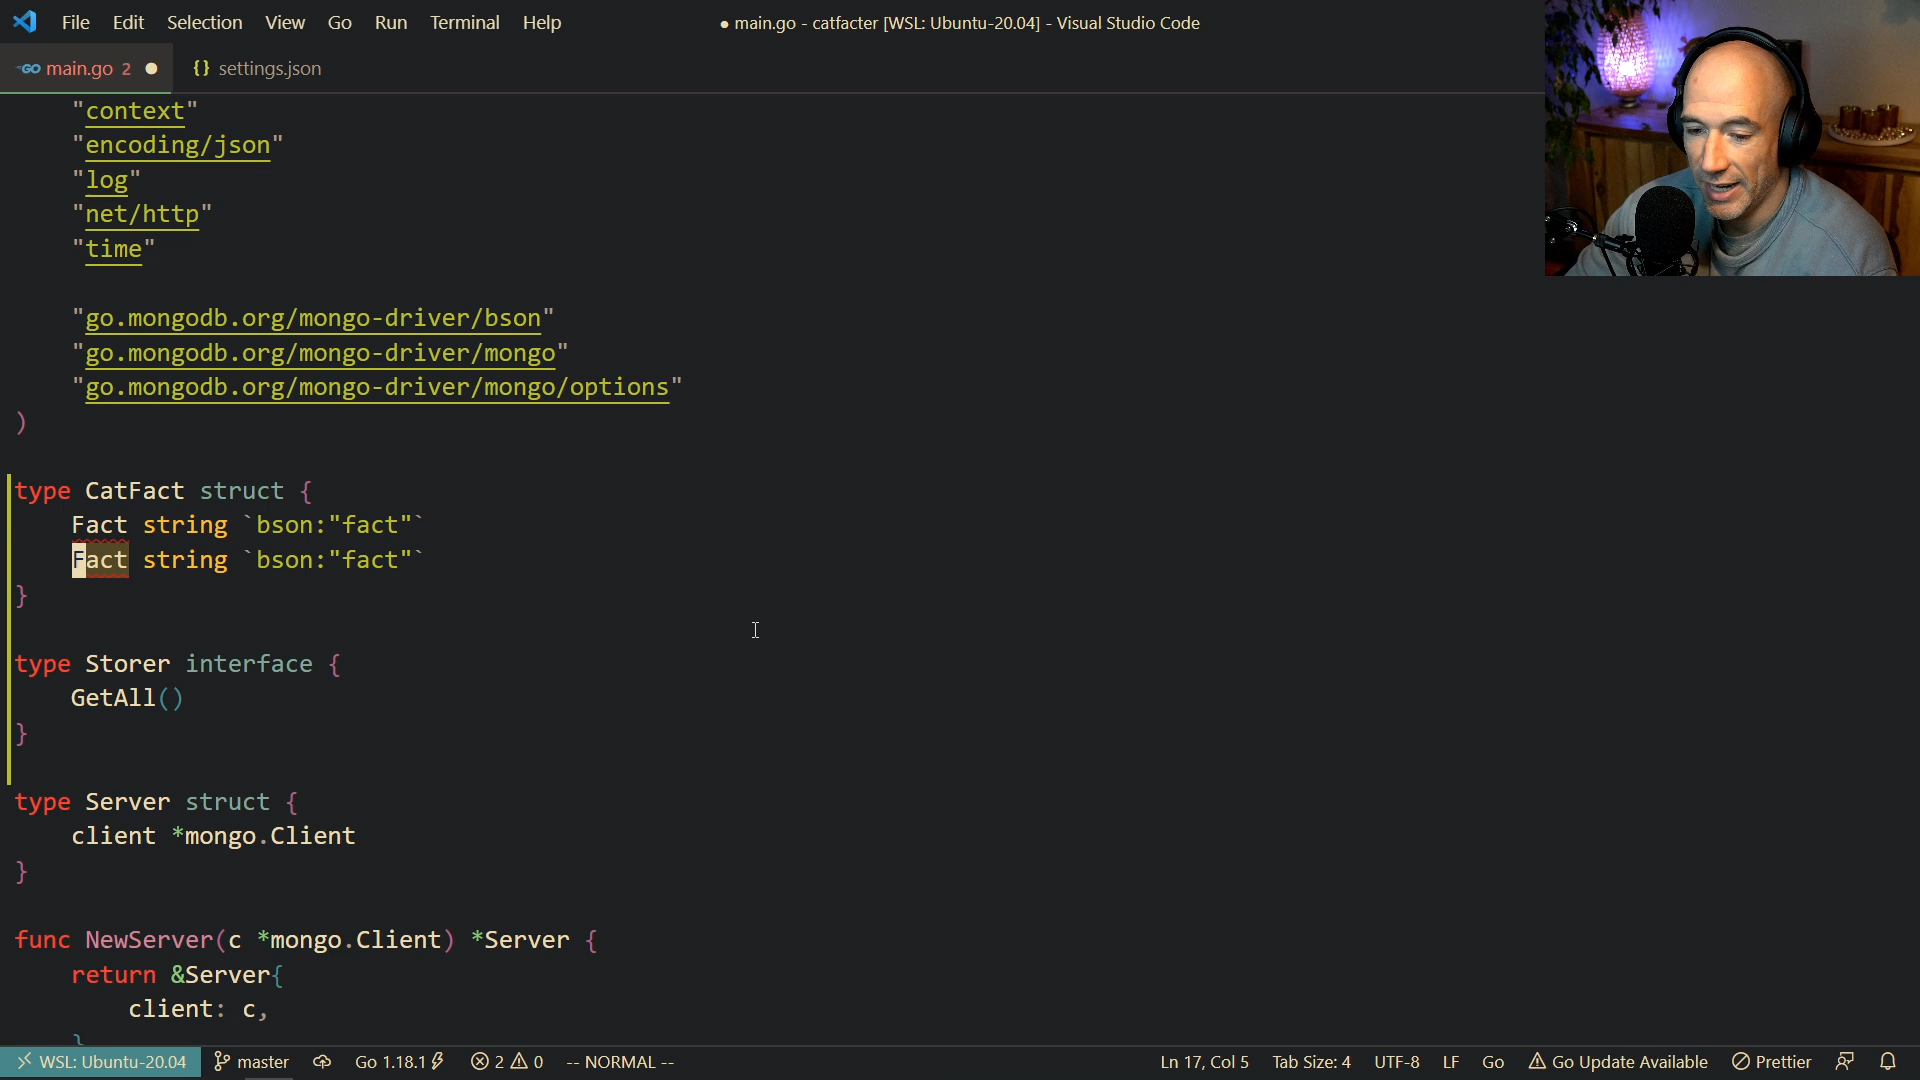 File Edit Selection View Go Run Terminal Help
● main.go - catfacter [WSL: Ubuntu-20.04] - Visual Studio Code
GO main.go 2 ● {} settings.json
"context"
"encoding/json"
"log"
"net/http"
"time"
"go.mongodb.org/mongo-driver/bson"
"go.mongodb.org/mongo-driver/mongo"
"go.mongodb.org/mongo-driver/mongo/options"
)
type CatFact struct {
Fact string `bson:"fact"`
Fact string `bson:"fact"`
}
type Storer interface {
GetAll()
}
type Server struct {
client *mongo.Client
}
func NewServer(c *mongo.Client) *Server {
return &Server{
client: c,
}
WSL: Ubuntu-20.04 master Go 1.18.1 2 0 -- NORMAL -- Ln 17, Col 5 Tab Size: 4 UTF-8 LF Go Go Update Available Prettier